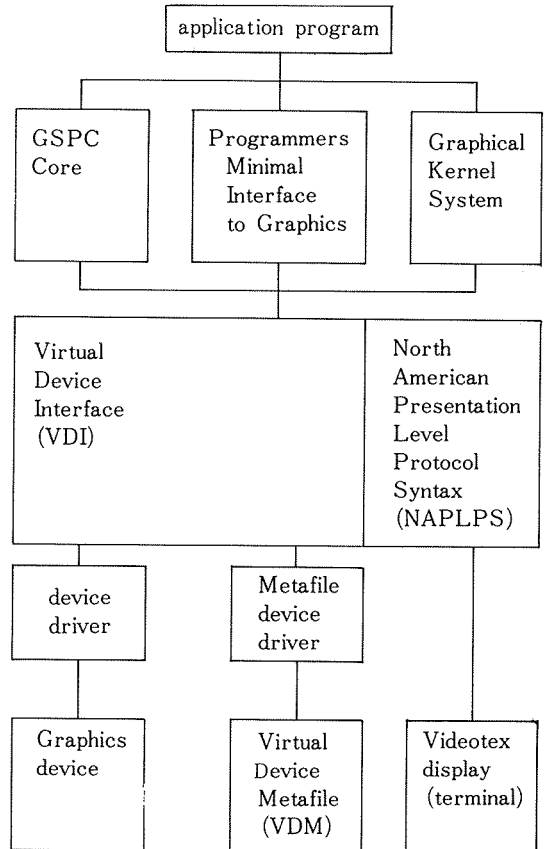 application program
GSPC
Core
Programmers
Minimal
Interface
to Graphics
Graphical
Kernel
System
Virtual
Device
Interface
(VDI)
North
American
Presentation
Level
Protocol
Syntax
(NAPLPS)
device
driver
Metafile
device
driver
Graphics
device
Virtual
Device
Metafile
(VDM)
Videotex
display
(terminal)